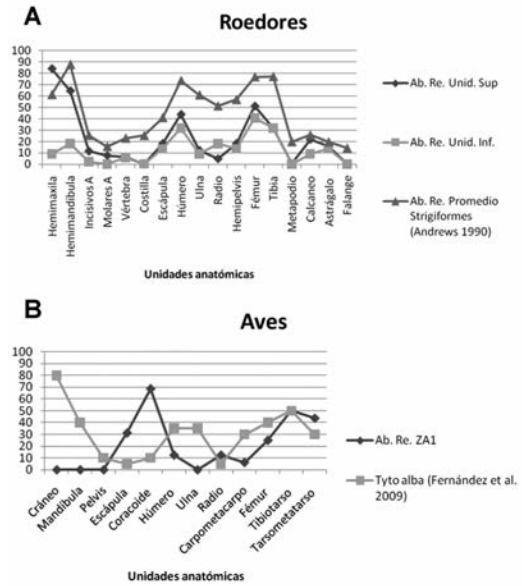 A
Roedores
100
90
80
70
60
50
40
30
20
10
0
Hemimaxila
Hemimandíbula
Incisivos A
Molares A
Vértebra
Costilla
Escápula
Húmero
Ulna
Radio
Hemipelvis
Fémur
Tibia
Metapodio
Calcaneo
Astrágalo
Falange
Unidades anatómicas
Ab. Re. Unid. Sup
Ab. Re. Unid. Inf.
Ab. Re. Promedio
Strigiformes
(Andrews 1990)
B
Aves
100
90
80
70
60
50
40
30
20
10
0
Cráneo
Mandíbula
Pelvis
Escápula
Coracoide
Húmero
Ulna
Radio
Carpometacarpo
Fémur
Tibiotarso
Tarsometatarso
Unidades anatómicas
Ab. Re. ZA1
Tyto alba (Fernández et al.
2009)